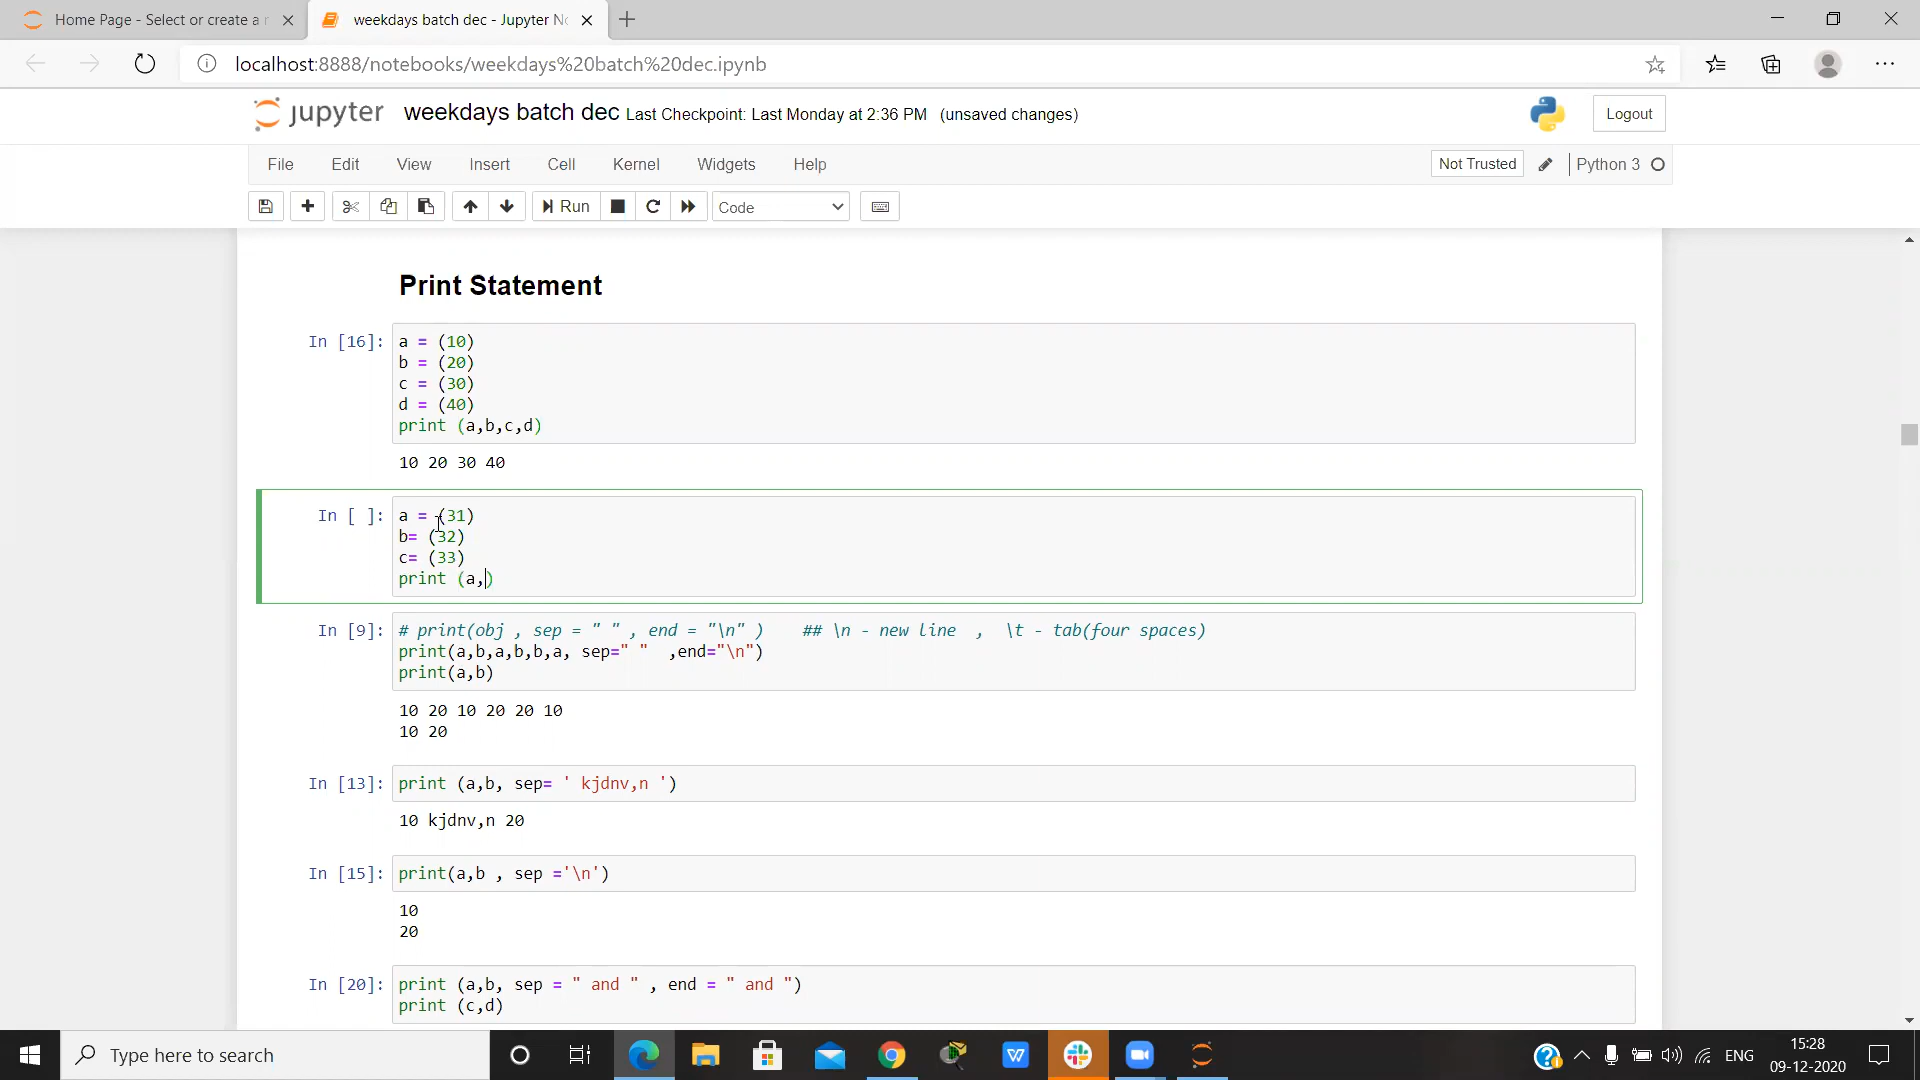 Home Page - Select or create a n
weekdays batch dec - Jupyter No
localhost:8888/notebooks/weekdays%20batch%20dec.ipynb
jupyter weekdays batch dec Last Checkpoint: Last Monday at 2:36 PM (unsaved changes)
Logout
File Edit View Insert Cell Kernel Widgets Help
Not Trusted
Python 3
Run
Code
Print Statement
In [16]: a = (10)
b = (20)
c = (30)
d = (40)
print (a,b,c,d)
10 20 30 40
In [ ]: a = (31)
b= (32)
c= (33)
print (a,)
In [9]: # print(obj , sep = " " , end = "\n" )    ## \n - new line  ,  \t - tab(four spaces)
print(a,b,a,b,b,a, sep=" "  ,end="\n")
print(a,b)
10 20 10 20 20 10
10 20
In [13]: print (a,b, sep= ' kjdnv,n ')
10 kjdnv,n 20
In [15]: print(a,b , sep ='\n')
10
20
In [20]: print (a,b, sep = " and " , end = " and ")
print (c,d)
Type here to search
ENG
15:28
09-12-2020